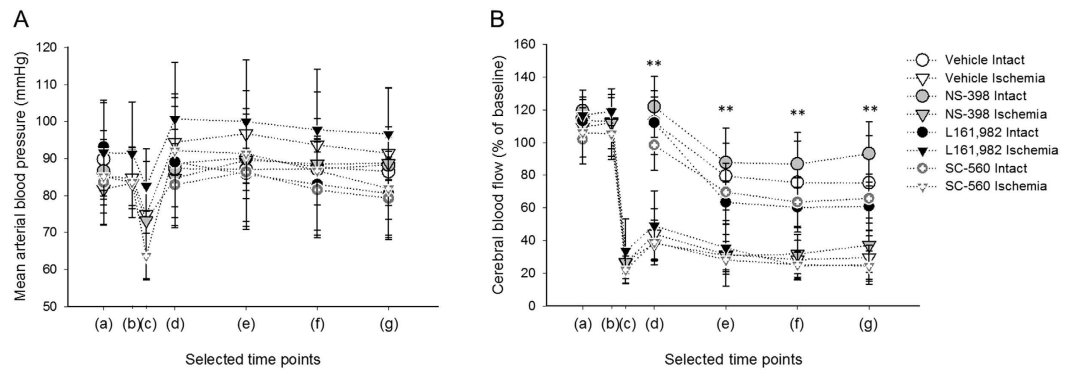 A
Mean arterial blood pressure (mmHg)
120
110
100
90
80
70
60
50
(a) (b) (c) (d) (e) (f) (g)
Selected time points
B
Cerebral blood flow (% of baseline)
160
140
120
100
80
60
40
20
0
** ** ** **
(a) (b) (c) (d) (e) (f) (g)
Selected time points
Vehicle Intact
Vehicle Ischemia
NS-398 Intact
NS-398 Ischemia
L161,982 Intact
L161,982 Ischemia
SC-560 Intact
SC-560 Ischemia